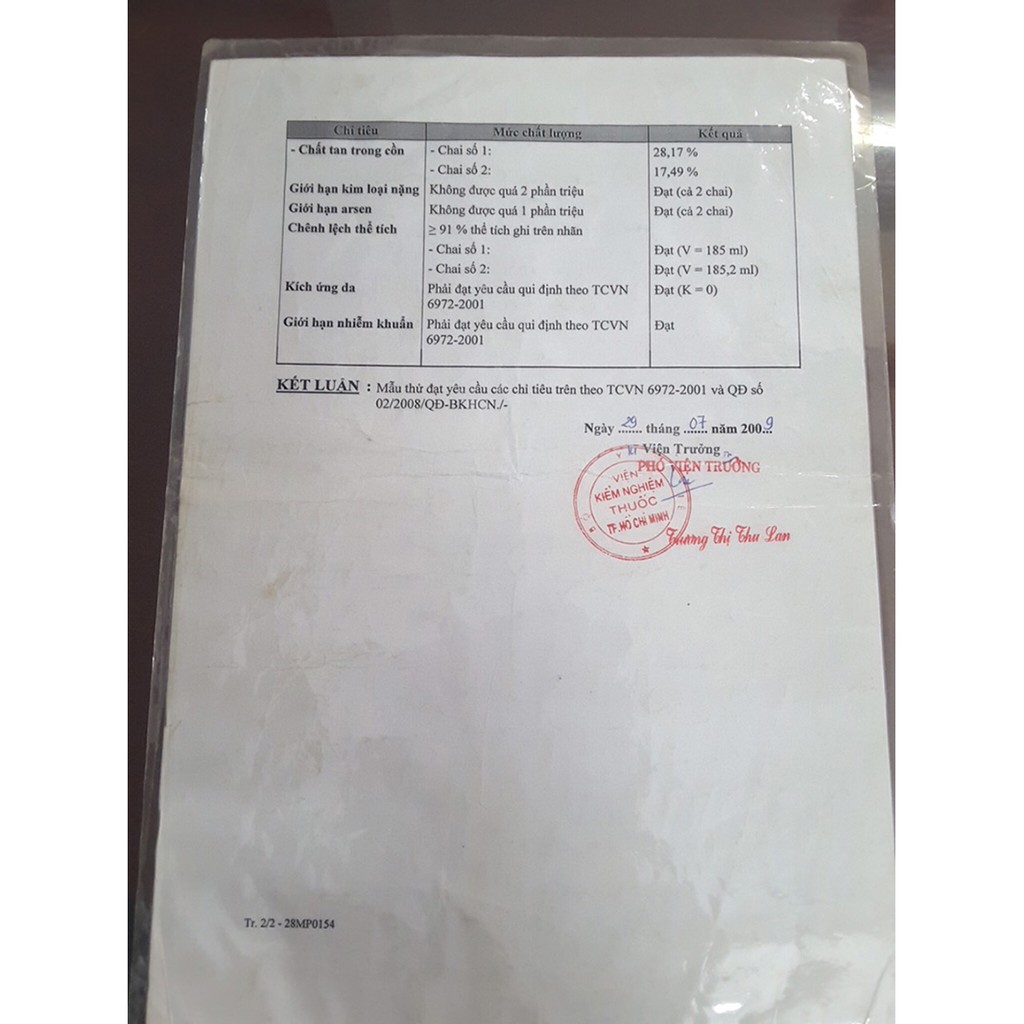 Chỉ tiêu Mức chất lượng Kết quả
- Chất tan trong cồn - Chai số 1: 28,17 %
- Chai số 2: 17,49 %
Giới hạn kim loại nặng Không được quá 2 phần triệu Đạt (cả 2 chai)
Giới hạn arsen Không được quá 1 phần triệu Đạt (cả 2 chai)
Chênh lệch thể tích ≥ 91 % thể tích ghi trên nhãn
- Chai số 1: Đạt (V = 185 ml)
- Chai số 2: Đạt (V = 185,2 ml)
Kích ứng da Phải đạt yêu cầu qui định theo TCVN Đạt (K = 0)
6972-2001
Giới hạn nhiễm khuẩn Phải đạt yêu cầu qui định theo TCVN Đạt
6972-2001
KẾT LUẬN : Mẫu thử đạt yêu cầu các chỉ tiêu trên theo TCVN 6972-2001 và QĐ số
02/2008/QĐ-BKHCN./-
Ngày 29 tháng 07 năm 2009
Viện Trưởng
PHÓ VIỆN TRƯỞNG
VIỆN
KIỂM NGHIỆM
THUỐC
TP.HỒ CHÍ MINH
Trương Thị Thu Lan
Tr. 2/2 - 28MP0154